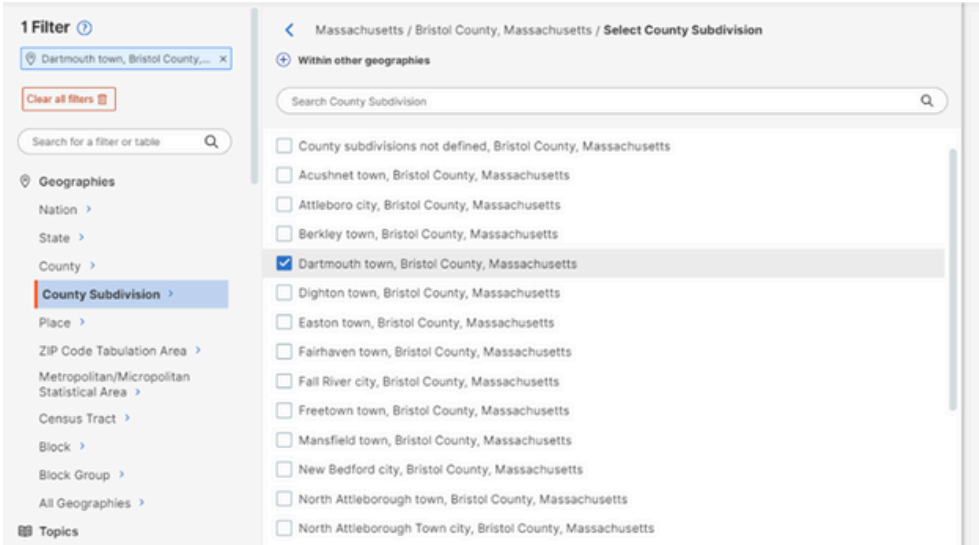 1 Filter ?
Dartmouth town, Bristol County,... ×
Clear all filters
Search for a filter or table
Geographies
Nation >
State >
County >
County Subdivision >
Place >
ZIP Code Tabulation Area >
Metropolitan/Micropolitan
Statistical Area >
Census Tract >
Block >
Block Group >
All Geographies >
Topics
Massachusetts / Bristol County, Massachusetts / Select County Subdivision
Within other geographies
Search County Subdivision
County subdivisions not defined, Bristol County, Massachusetts
Acushnet town, Bristol County, Massachusetts
Attleboro city, Bristol County, Massachusetts
Berkley town, Bristol County, Massachusetts
Dartmouth town, Bristol County, Massachusetts
Dighton town, Bristol County, Massachusetts
Easton town, Bristol County, Massachusetts
Fairhaven town, Bristol County, Massachusetts
Fall River city, Bristol County, Massachusetts
Freetown town, Bristol County, Massachusetts
Mansfield town, Bristol County, Massachusetts
New Bedford city, Bristol County, Massachusetts
North Attleborough town, Bristol County, Massachusetts
North Attleborough Town city, Bristol County, Massachusetts